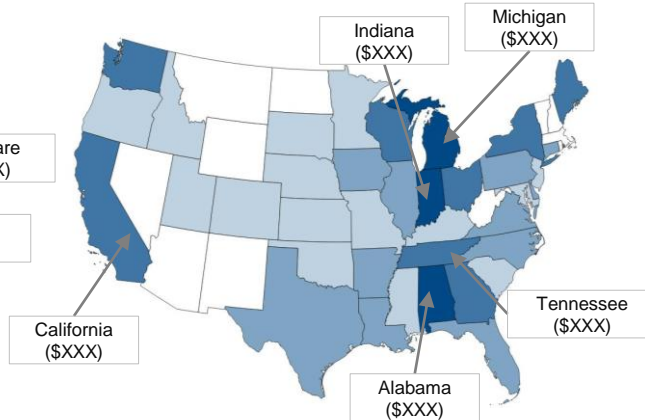 Michigan
($XXX)
Indiana
($XXX)
California
($XXX)
Tennessee
($XXX)
Alabama
($XXX)